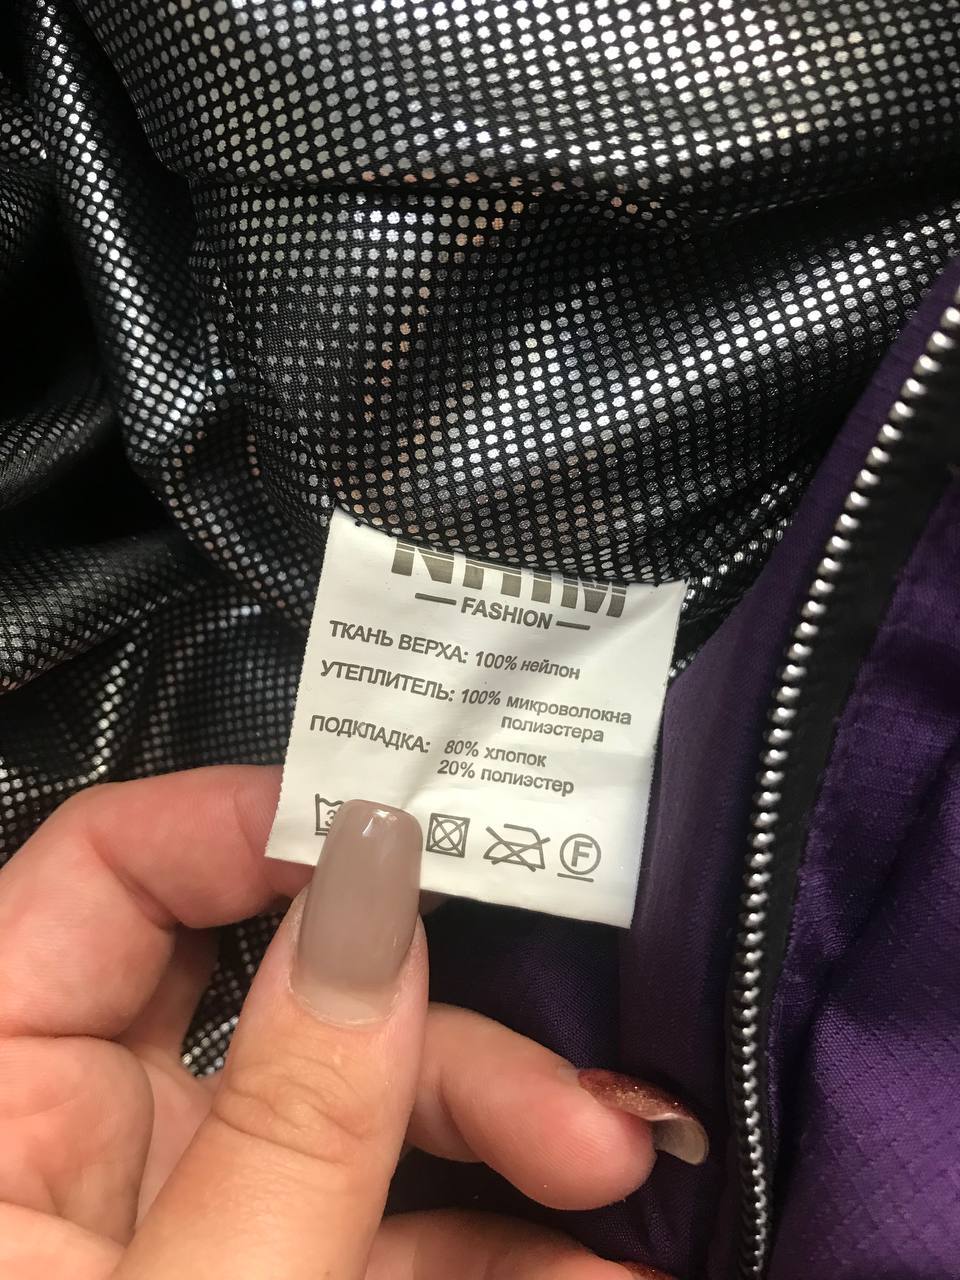 FASHION
ТКАНЬ ВЕРХА: 100% нейлон
УТЕПЛИТЕЛЬ: 100% микроволокна
полиэстера
ПОДКЛАДКА: 80% хлопок
20% полиэстер
F